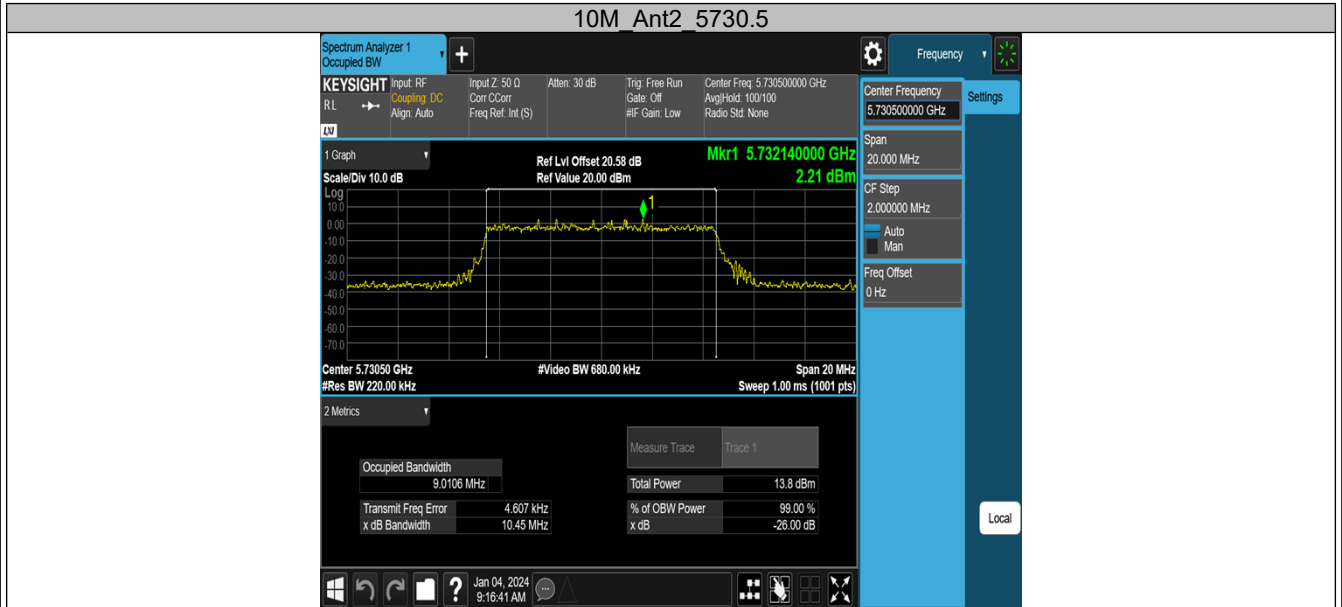 10M_Ant2_5730.5
Spectrum Analyzer 1
Occupied BW
+
Frequency
KEYSIGHT
R L
LXI
Input: RF
Coupling: DC
Align: Auto
Input Z: 50 Ω
Corr CCorr
Freq Ref: Int (S)
Atten: 30 dB
Trig: Free Run
Gate: Off
#IF Gain: Low
Center Freq: 5.730500000 GHz
Avg|Hold: 100/100
Radio Std: None
Center Frequency
5.730500000 GHz
Settings
Span
20.000 MHz
CF Step
2.000000 MHz
Auto
Man
Freq Offset
0 Hz
Local
1 Graph
Scale/Div 10.0 dB
Ref Lvl Offset 20.58 dB
Ref Value 20.00 dBm
Mkr1 5.732140000 GHz
2.21 dBm
Log
10.0
0.00
-10.0
-20.0
-30.0
-40.0
-50.0
-60.0
-70.0
1
Center 5.73050 GHz
#Video BW 680.00 kHz
Span 20 MHz
#Res BW 220.00 kHz
Sweep 1.00 ms (1001 pts)
2 Metrics
Measure Trace
Trace 1
Occupied Bandwidth
9.0106 MHz
Total Power
13.8 dBm
Transmit Freq Error
4.607 kHz
% of OBW Power
99.00 %
x dB Bandwidth
10.45 MHz
x dB
-26.00 dB
?
Jan 04, 2024
9:16:41 AM